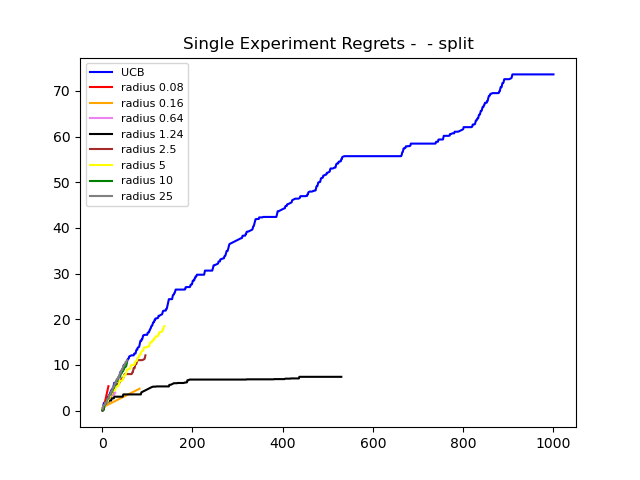 Single Experiment Regrets -  - split
UCB
radius 0.08
radius 0.16
radius 0.64
radius 1.24
radius 2.5
radius 5
radius 10
radius 25
70
60
50
40
30
20
10
0
0 200 400 600 800 1000